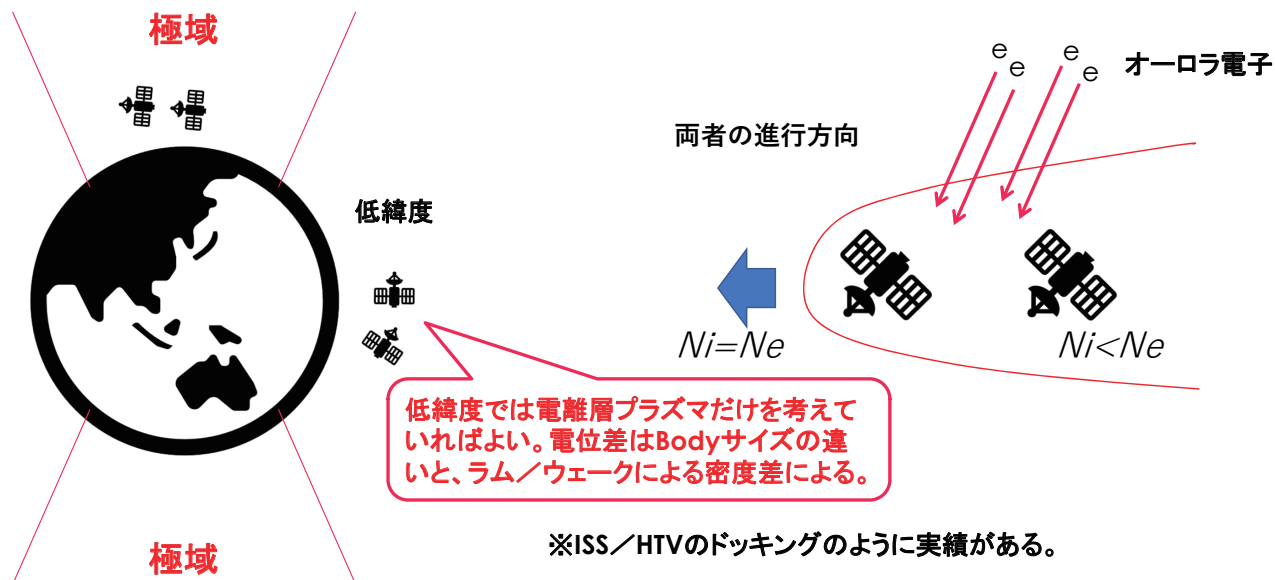 極域
e
e
e
e
オーロラ電子
両者の進行方向
低緯度
Ni=Ne
Ni<Ne
低緯度では電離層プラズマだけを考えて
いればよい。電位差はBodyサイズの違
いと、ラム／ウェークによる密度差による。
※ISS／HTVのドッキングのように実績がある。
極域